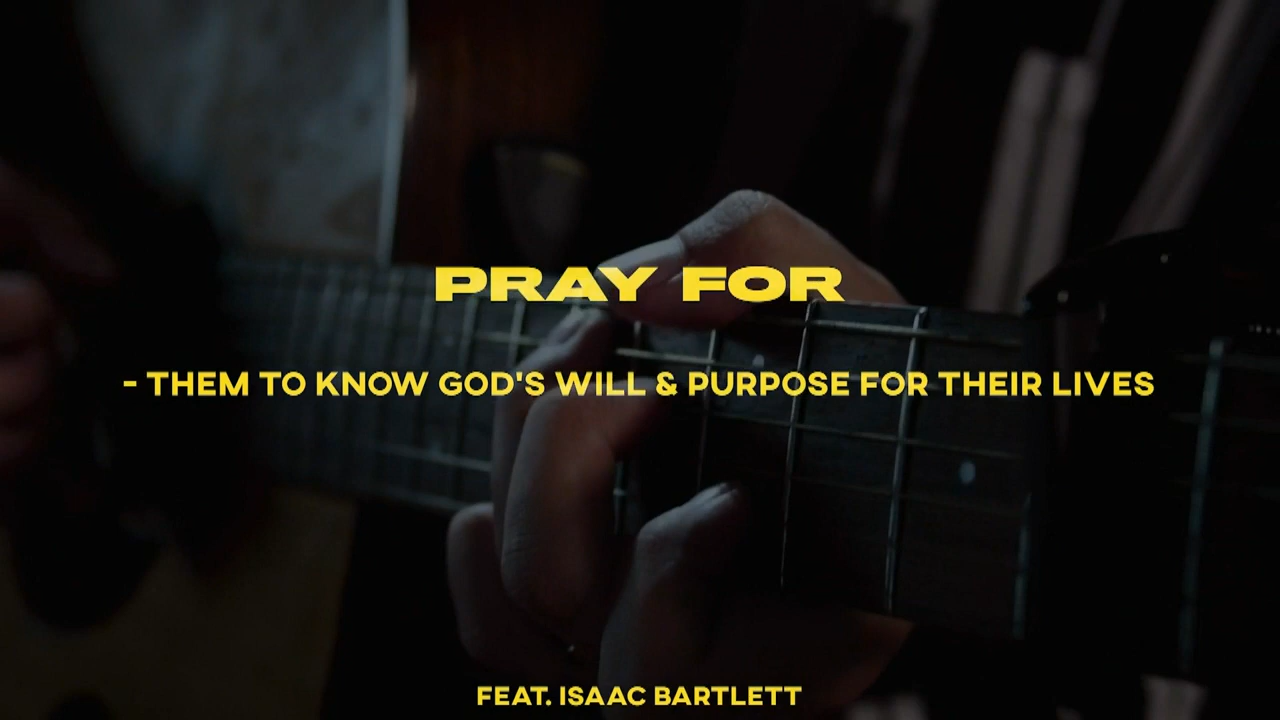 PRAY FOR
- THEM TO KNOW GOD'S WILL & PURPOSE FOR THEIR LIVES
FEAT. ISAAC BARTLETT